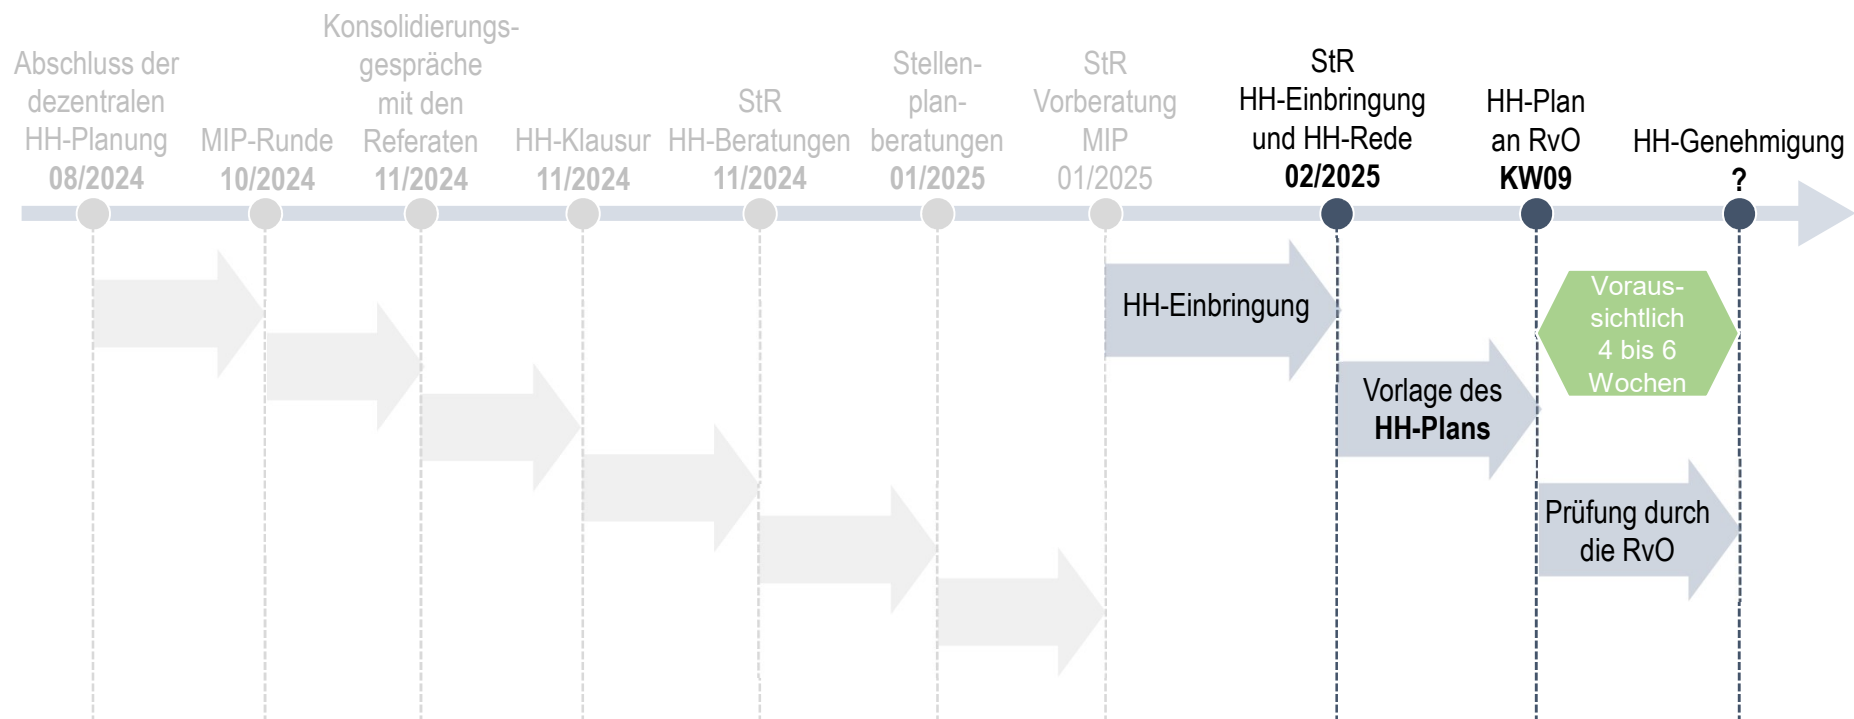 Abschluss der
dezentralen
HH-Planung
08/2024
MIP-Runde
10/2024
Konsolidierungs-
gespräche
mit den
Referaten
11/2024
HH-Klausur
11/2024
StR
HH-Beratungen
11/2024
Stellen-
plan-
beratungen
01/2025
StR
Vorberatung
MIP
01/2025
StR
HH-Einbringung
und HH-Rede
02/2025
HH-Plan
an RvO
KW09
HH-Genehmigung
?
HH-Einbringung
Vorlage des
HH-Plans
Voraus-
sichtlich
4 bis 6
Wochen
Prüfung durch
die RvO